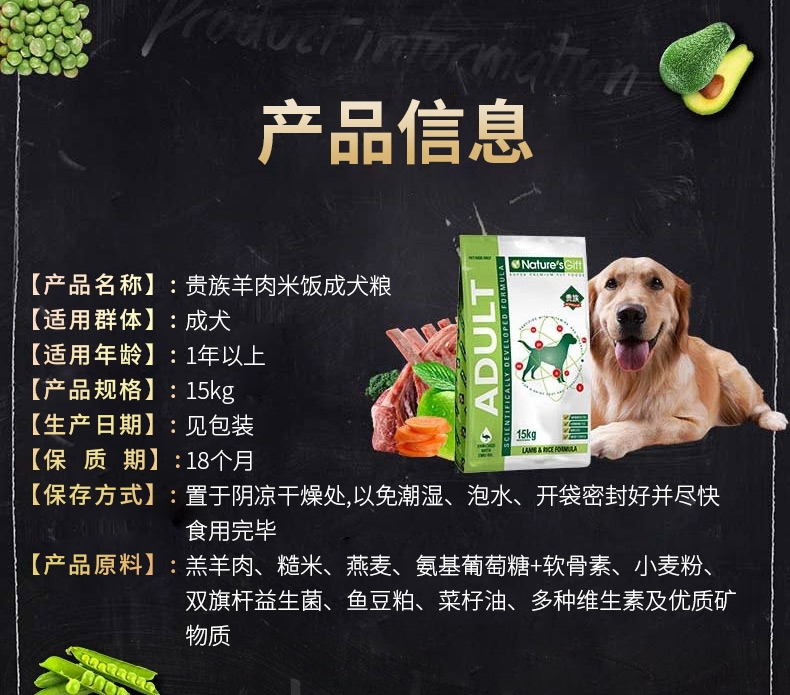 Product information
产品信息
【产品名称】: 贵族羊肉米饭成犬粮
【适用群体】: 成犬
【适用年龄】: 1年以上
【产品规格】: 15kg
【生产日期】: 见包装
【保 质 期】: 18个月
【保存方式】: 置于阴凉干燥处,以免潮湿、泡水、开袋密封好并尽快
食用完毕
【产品原料】: 羔羊肉、糙米、燕麦、氨基葡萄糖+软骨素、小麦粉、
双旗杆益生菌、鱼豆粕、菜籽油、多种维生素及优质矿
物质
Nature's Gift
SUPER PREMIUM PET FOODS
贵族
ADULT
SCIENTIFICALLY DEVELOPED FORMULA
15kg
LAMB & RICE FORMULA